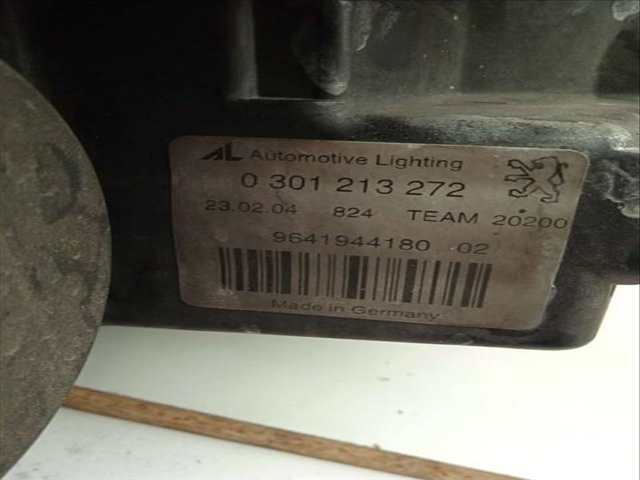 AL Automotive Lighting
0 301 213 272
23.02.04 824 TEAM 20200
9641944180 02
Made in Germany